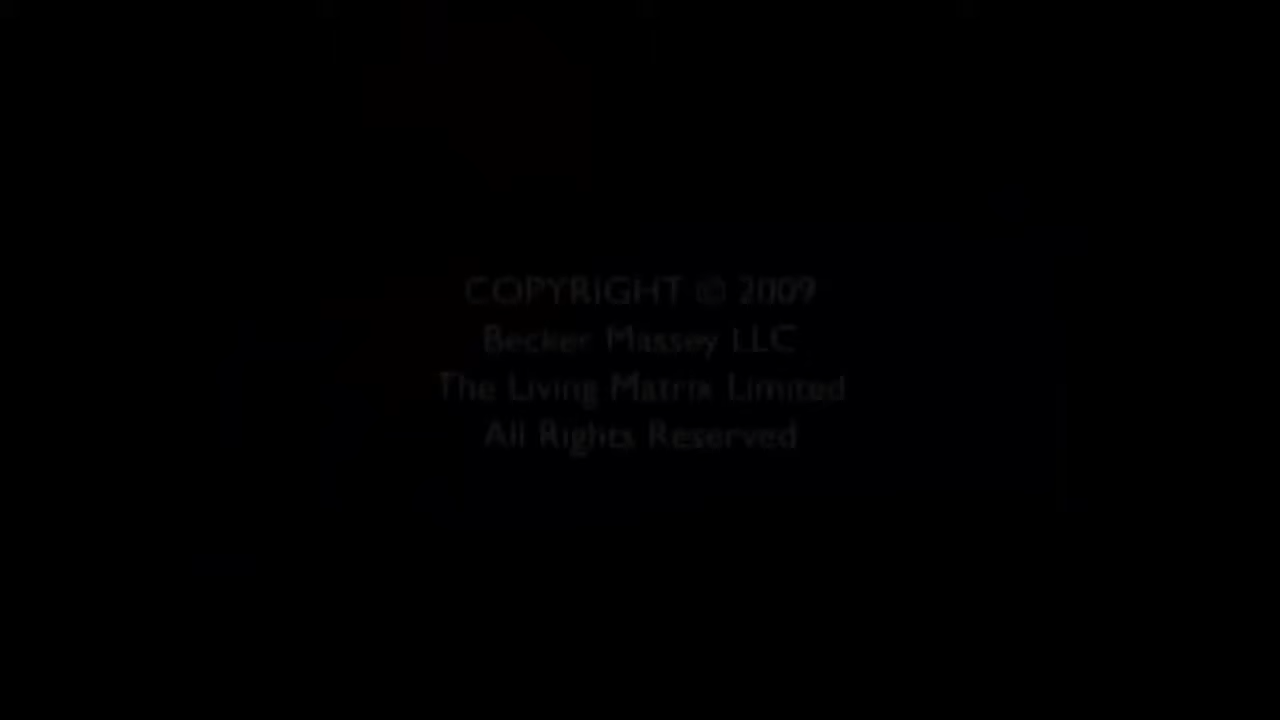 COPYRIGHT © 2009
Becker Massey LLC
The Living Matrix Limited
All Rights Reserved